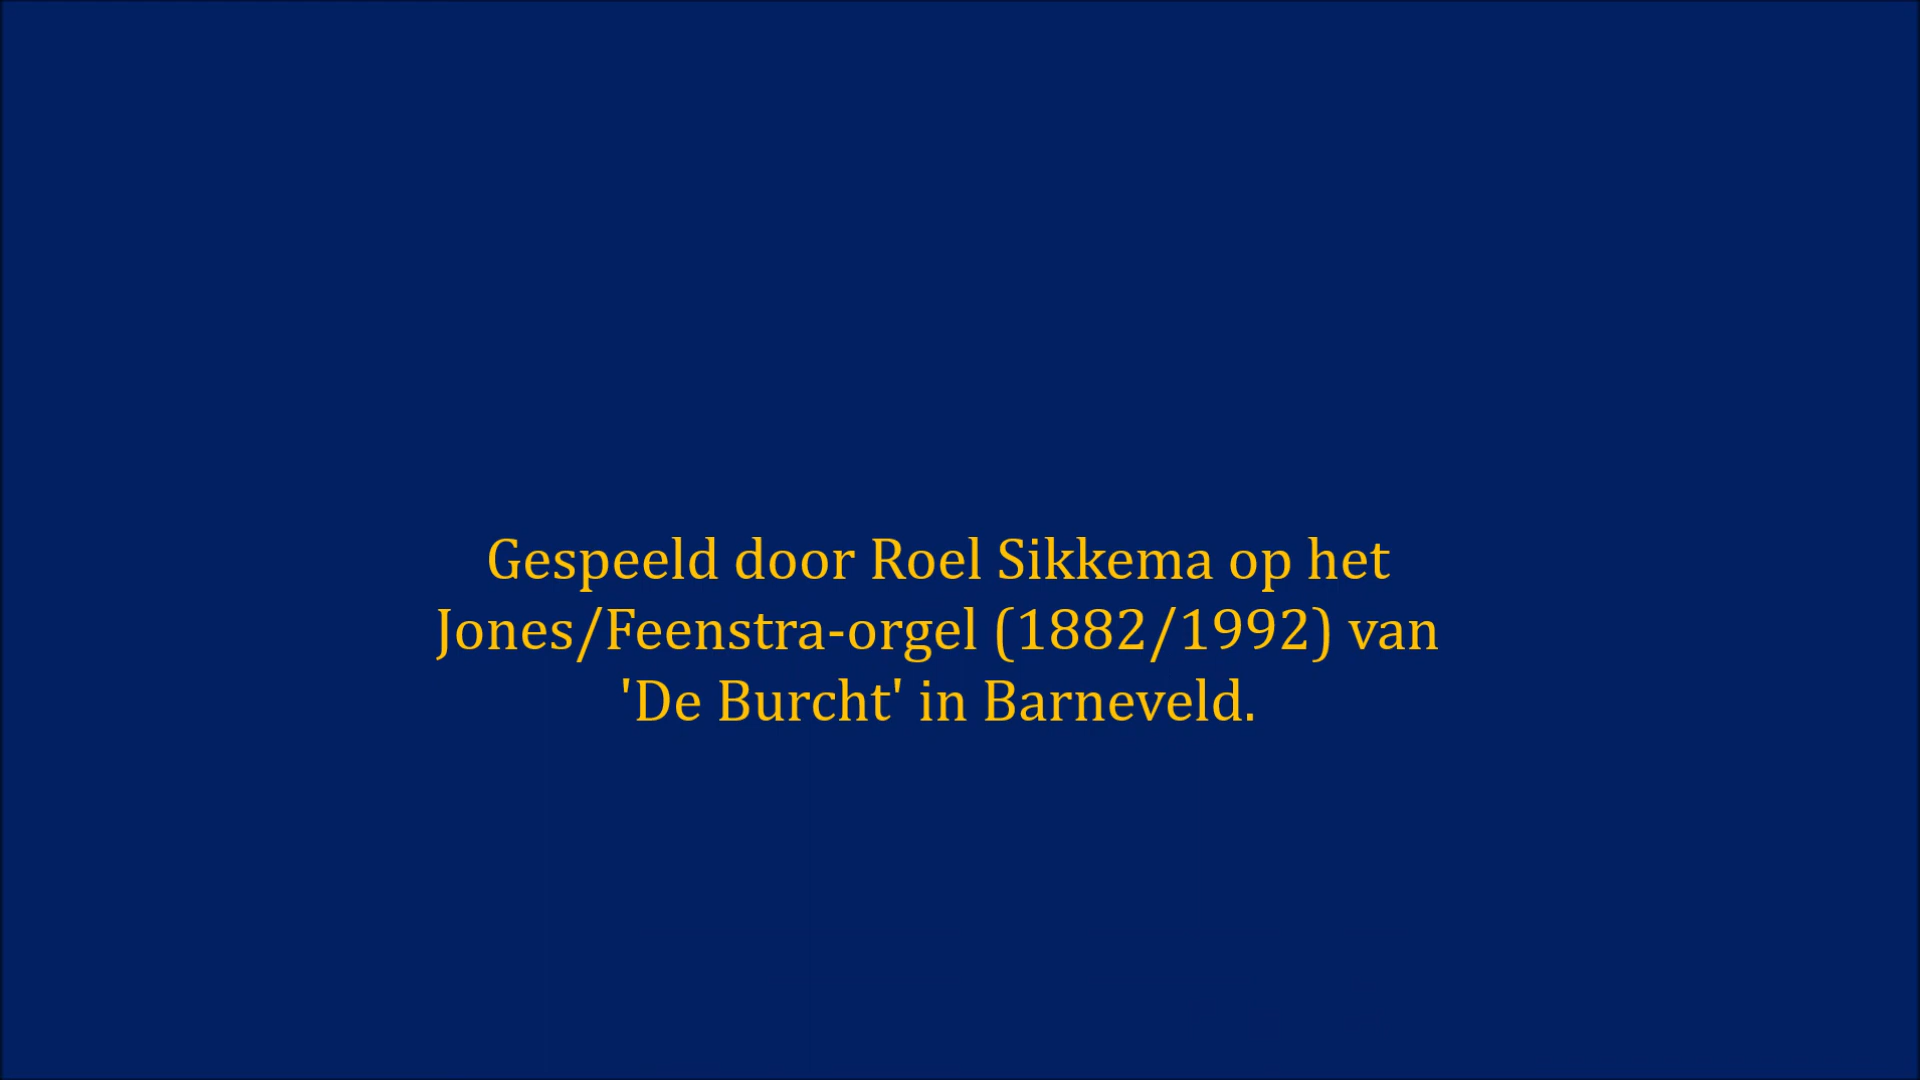 Gespeeld door Roel Sikkema op het
Jones/Feenstra-orgel (1882/1992) van
'De Burcht' in Barneveld.